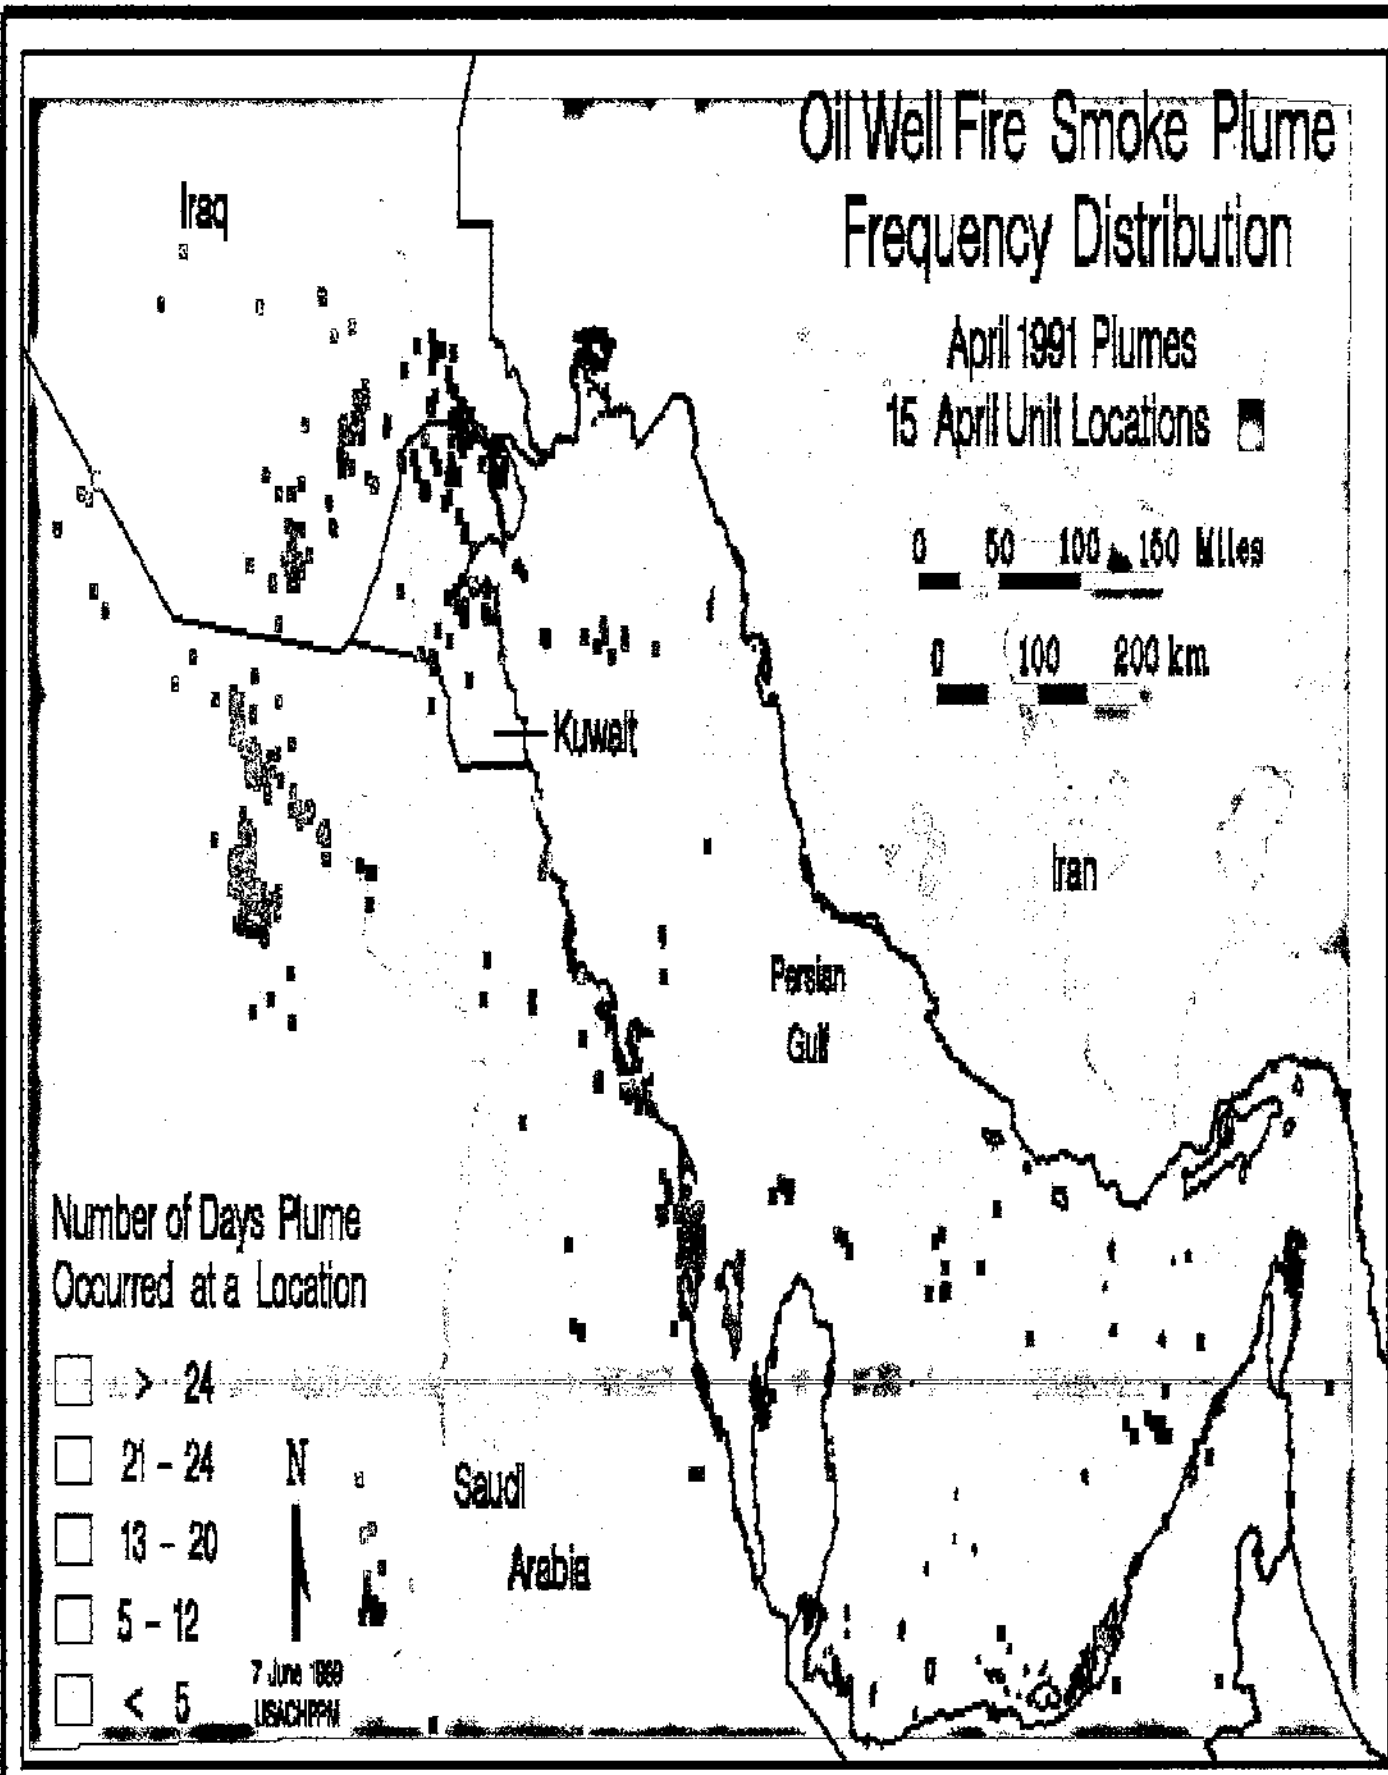 Oil Well Fire Smoke Plume
Frequency Distribution
April 1991 Plumes
15 April Unit Locations
0 50 100 150 Miles
0 100 200 km
Iraq
Kuwait
Iran
Persian
Gulf
Number of Days Plume
Occurred at a Location
> 24
21 - 24
13 - 20
5 - 12
< 5
N
7 June 1999
USACHPPM
Saudi
Arabia